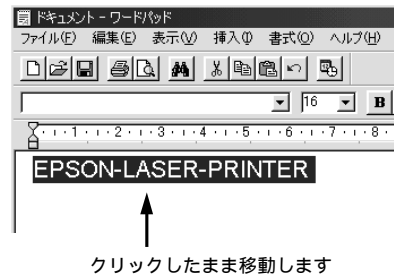 ドキュメント - ワードパッド
ファイル(F) 編集(E) 表示(V) 挿入(I) 書式(O) ヘルプ(H)
16 B
1 2 3 4 5 6 7 8
EPSON-LASER-PRINTER
クリックしたまま移動します